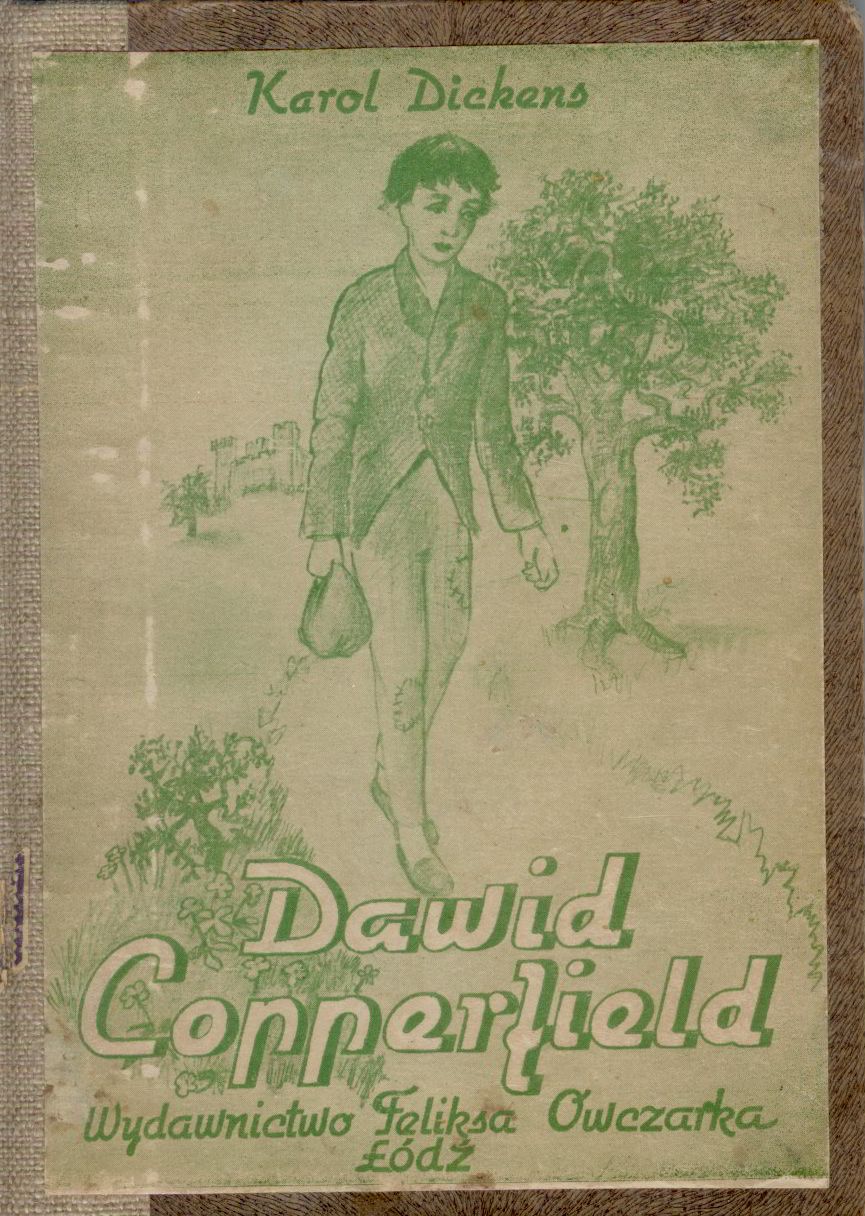 Karol Dickens
Dawid
Copperfield
Wydawnictwo Feliksa Owczarka
Łódź